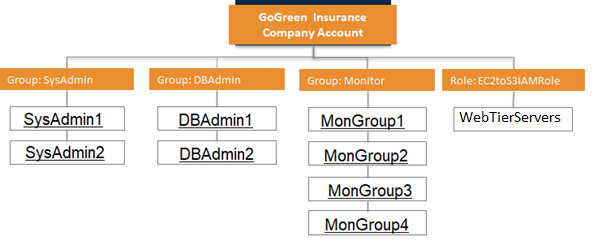 GoGreen Insurance
Company Account
Group: SysAdmin
SysAdmin1
SysAdmin2
Group: DBAdmin
DBAdmin1
DBAdmin2
Group: Monitor
MonGroup1
MonGroup2
MonGroup3
MonGroup4
Role: EC2toS3IAMRole
WebTierServers